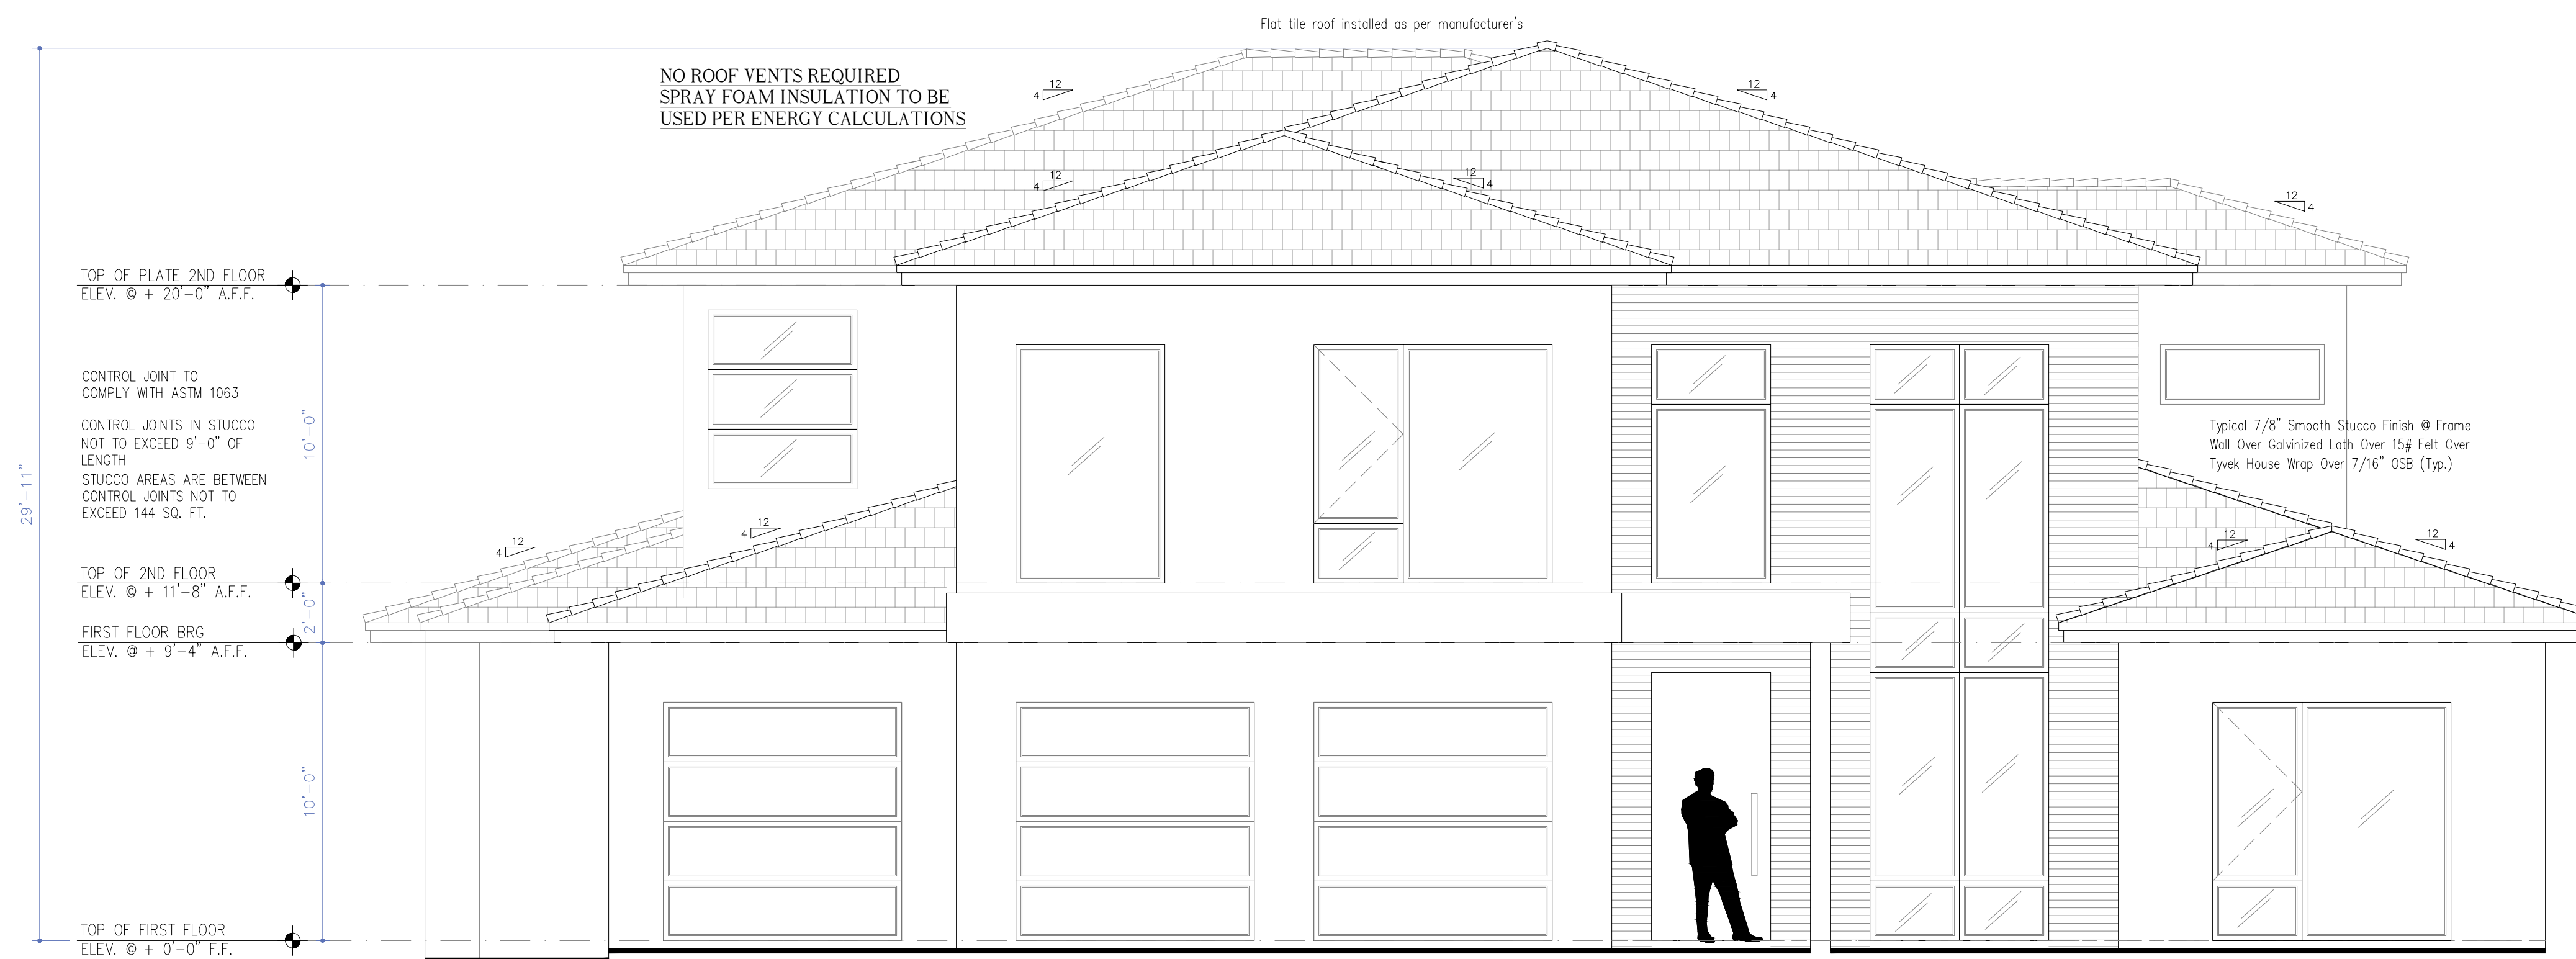 Flat tile roof installed as per manufacturer's
NO ROOF VENTS REQUIRED
SPRAY FOAM INSULATION TO BE
USED PER ENERGY CALCULATIONS
12
4
12
4
12
4
12
4
12
4
TOP OF PLATE 2ND FLOOR
ELEV. @ + 20'-0" A.F.F.
CONTROL JOINT TO
COMPLY WITH ASTM 1063
CONTROL JOINTS IN STUCCO
NOT TO EXCEED 9'-0" OF
LENGTH
STUCCO AREAS ARE BETWEEN
CONTROL JOINTS NOT TO
EXCEED 144 SQ. FT.
29'-11"
10'-0"
Typical 7/8" Smooth Stucco Finish @ Frame
Wall Over Galvinized Lath Over 15# Felt Over
Tyvek House Wrap Over 7/16" OSB (Typ.)
12
4
12
4
12
4
12
4
TOP OF 2ND FLOOR
ELEV. @ + 11'-8" A.F.F.
2'-0"
FIRST FLOOR BRG
ELEV. @ + 9'-4" A.F.F.
10'-0"
TOP OF FIRST FLOOR
ELEV. @ + 0'-0" F.F.